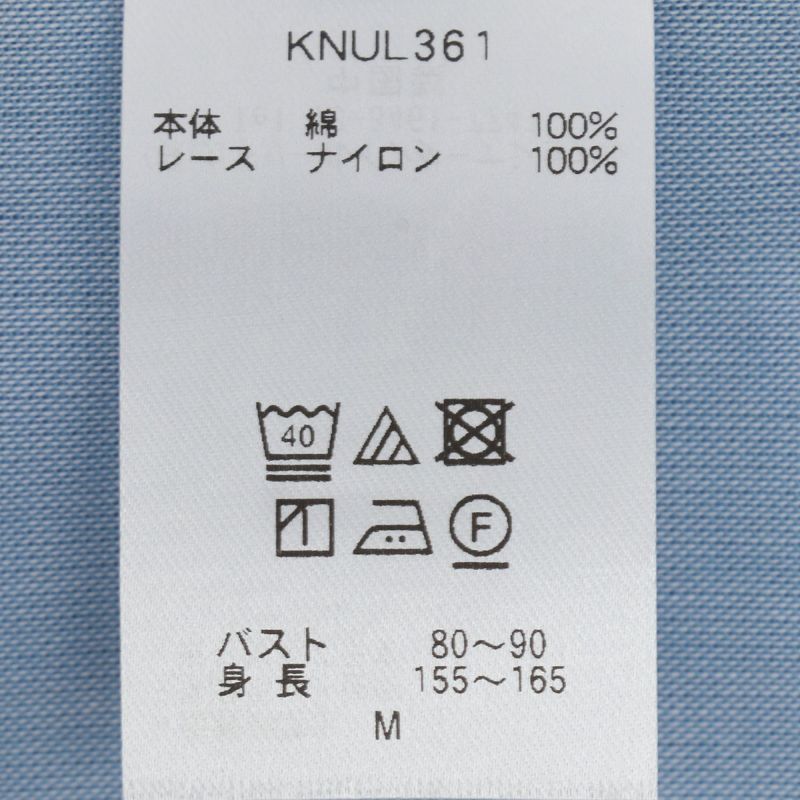 KNUL361
本体 綿 100%
レース ナイロン 100%
40
F
バスト 80～90
身長 155～165
M